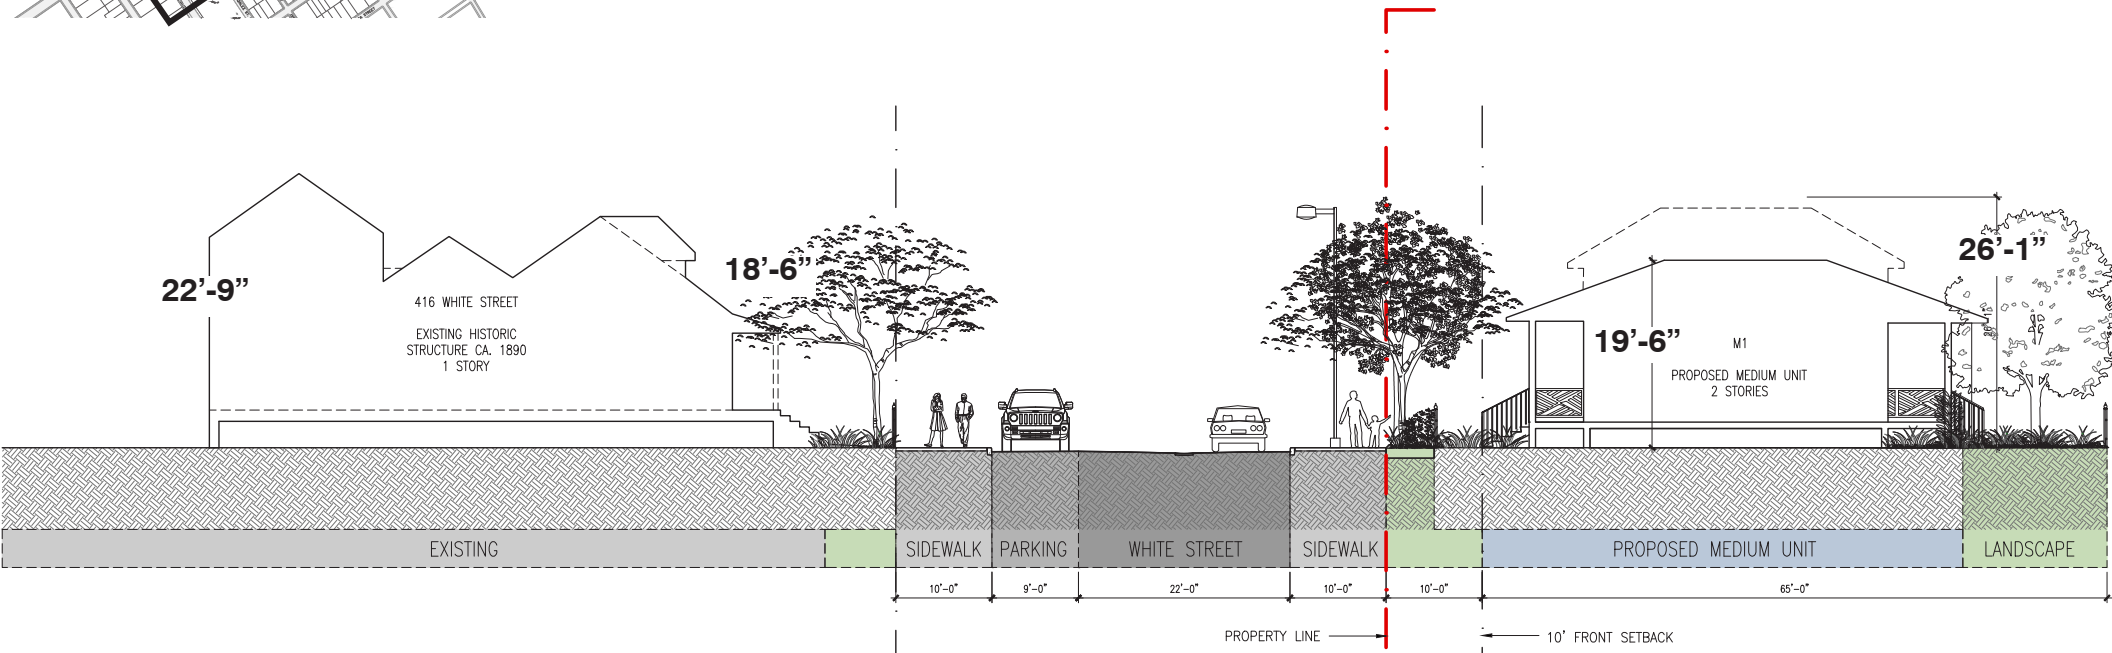 22’-9”
18’-6”
416 WHITE STREET
EXISTING HISTORIC
STRUCTURE CA. 1890
1 STORY
26’-1”
19’-6”
M1
PROPOSED MEDIUM UNIT
2 STORIES
EXISTING
SIDEWALK
PARKING
WHITE STREET
SIDEWALK
PROPOSED MEDIUM UNIT
LANDSCAPE
10’-0”
9’-0”
22’-0”
10’-0”
10’-0”
65’-0”
PROPERTY LINE
10’ FRONT SETBACK